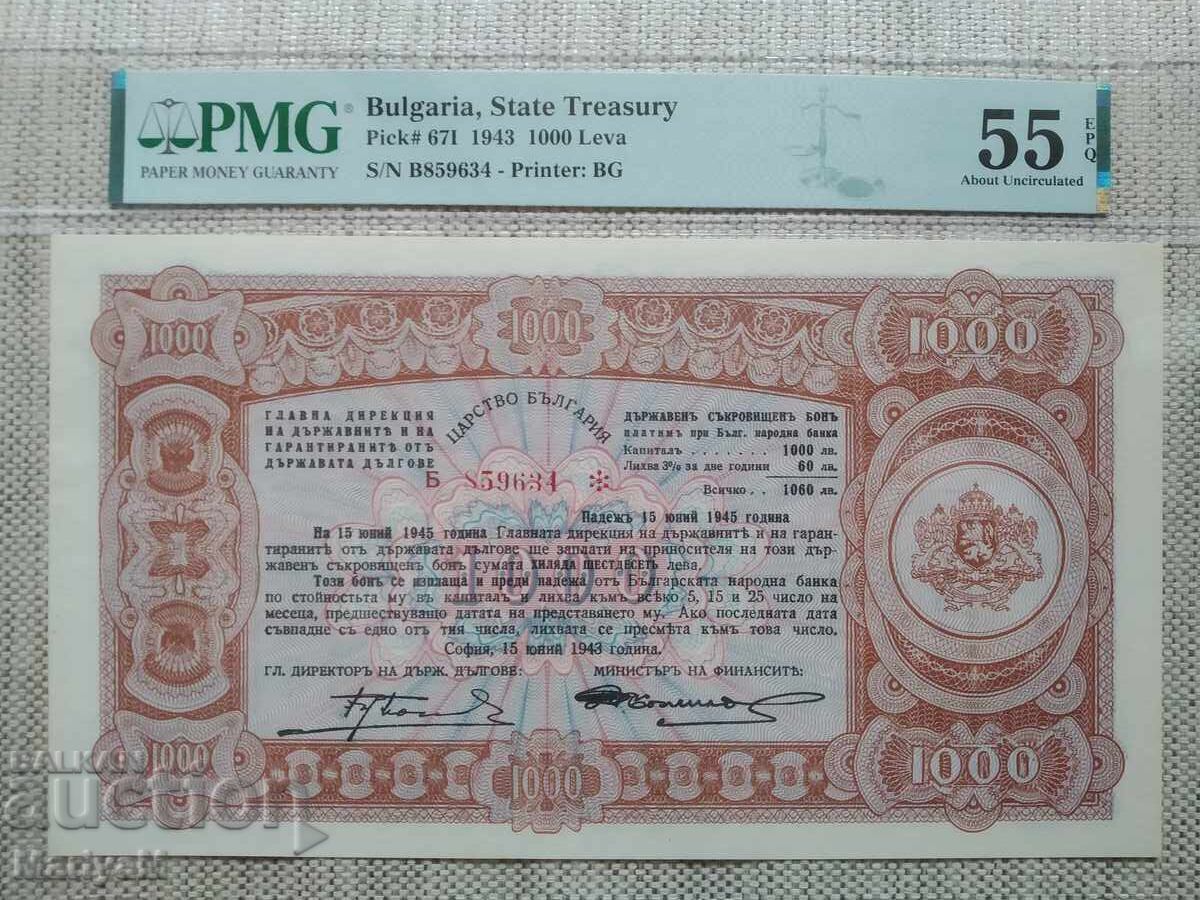 PMG®
PAPER MONEY GUARANTY
Bulgaria, State Treasury
Pick# 67I 1943 1000 Leva
S/N B859634 - Printer: BG
55
EPQ
About Uncirculated
1000
1000
1000
ЦАРСТВО БЪЛГАРИЯ
ГЛАВНА ДИРЕКЦИЯ
НА ДЪРЖАВНИТѢ И НА
ГАРАНТИРАНИТѢ ОТЪ
ДЪРЖАВАТА ДЪЛГОВЕ
Б 859634 *
ДЪРЖАВЕНЪ СЪКРОВИЩЕНЪ БОНЪ
платимъ при Бълг. народна банка
Капиталъ . . . . . . . 1000 лв.
Лихва 3% за две години 60 лв.
Всичко . . 1060 лв.
Падежъ 15 юний 1945 година
На 15 юний 1945 година Главната дирекция на държавнитѣ и на гаран-
тиранитѣ отъ държавата дългове ще заплати на приносителя на този дър-
жавенъ съкровищенъ бонъ сумата ХИЛЯДА ШЕСТДЕСЕТЬ лева.
Този бонъ се изплаща и преди падежа отъ Българската народна банка
по стойностьта му въ капиталъ и лихва къмъ всѣко 5, 15 и 25 число на
месеца, предшествуващо датата на представянето му. Ако последната дата
съвпадне съ едно отъ тия числа, лихвата се пресмѣта къмъ това число.
София, 15 юний 1943 година.
1000
ГЛ. ДИРЕКТОРЪ НА ДЪРЖ. ДЪЛГОВЕ:
МИНИСТЪРЪ НА ФИНАНСИТѢ:
1000
1000
1000
BALKAN
auction
MariyaM